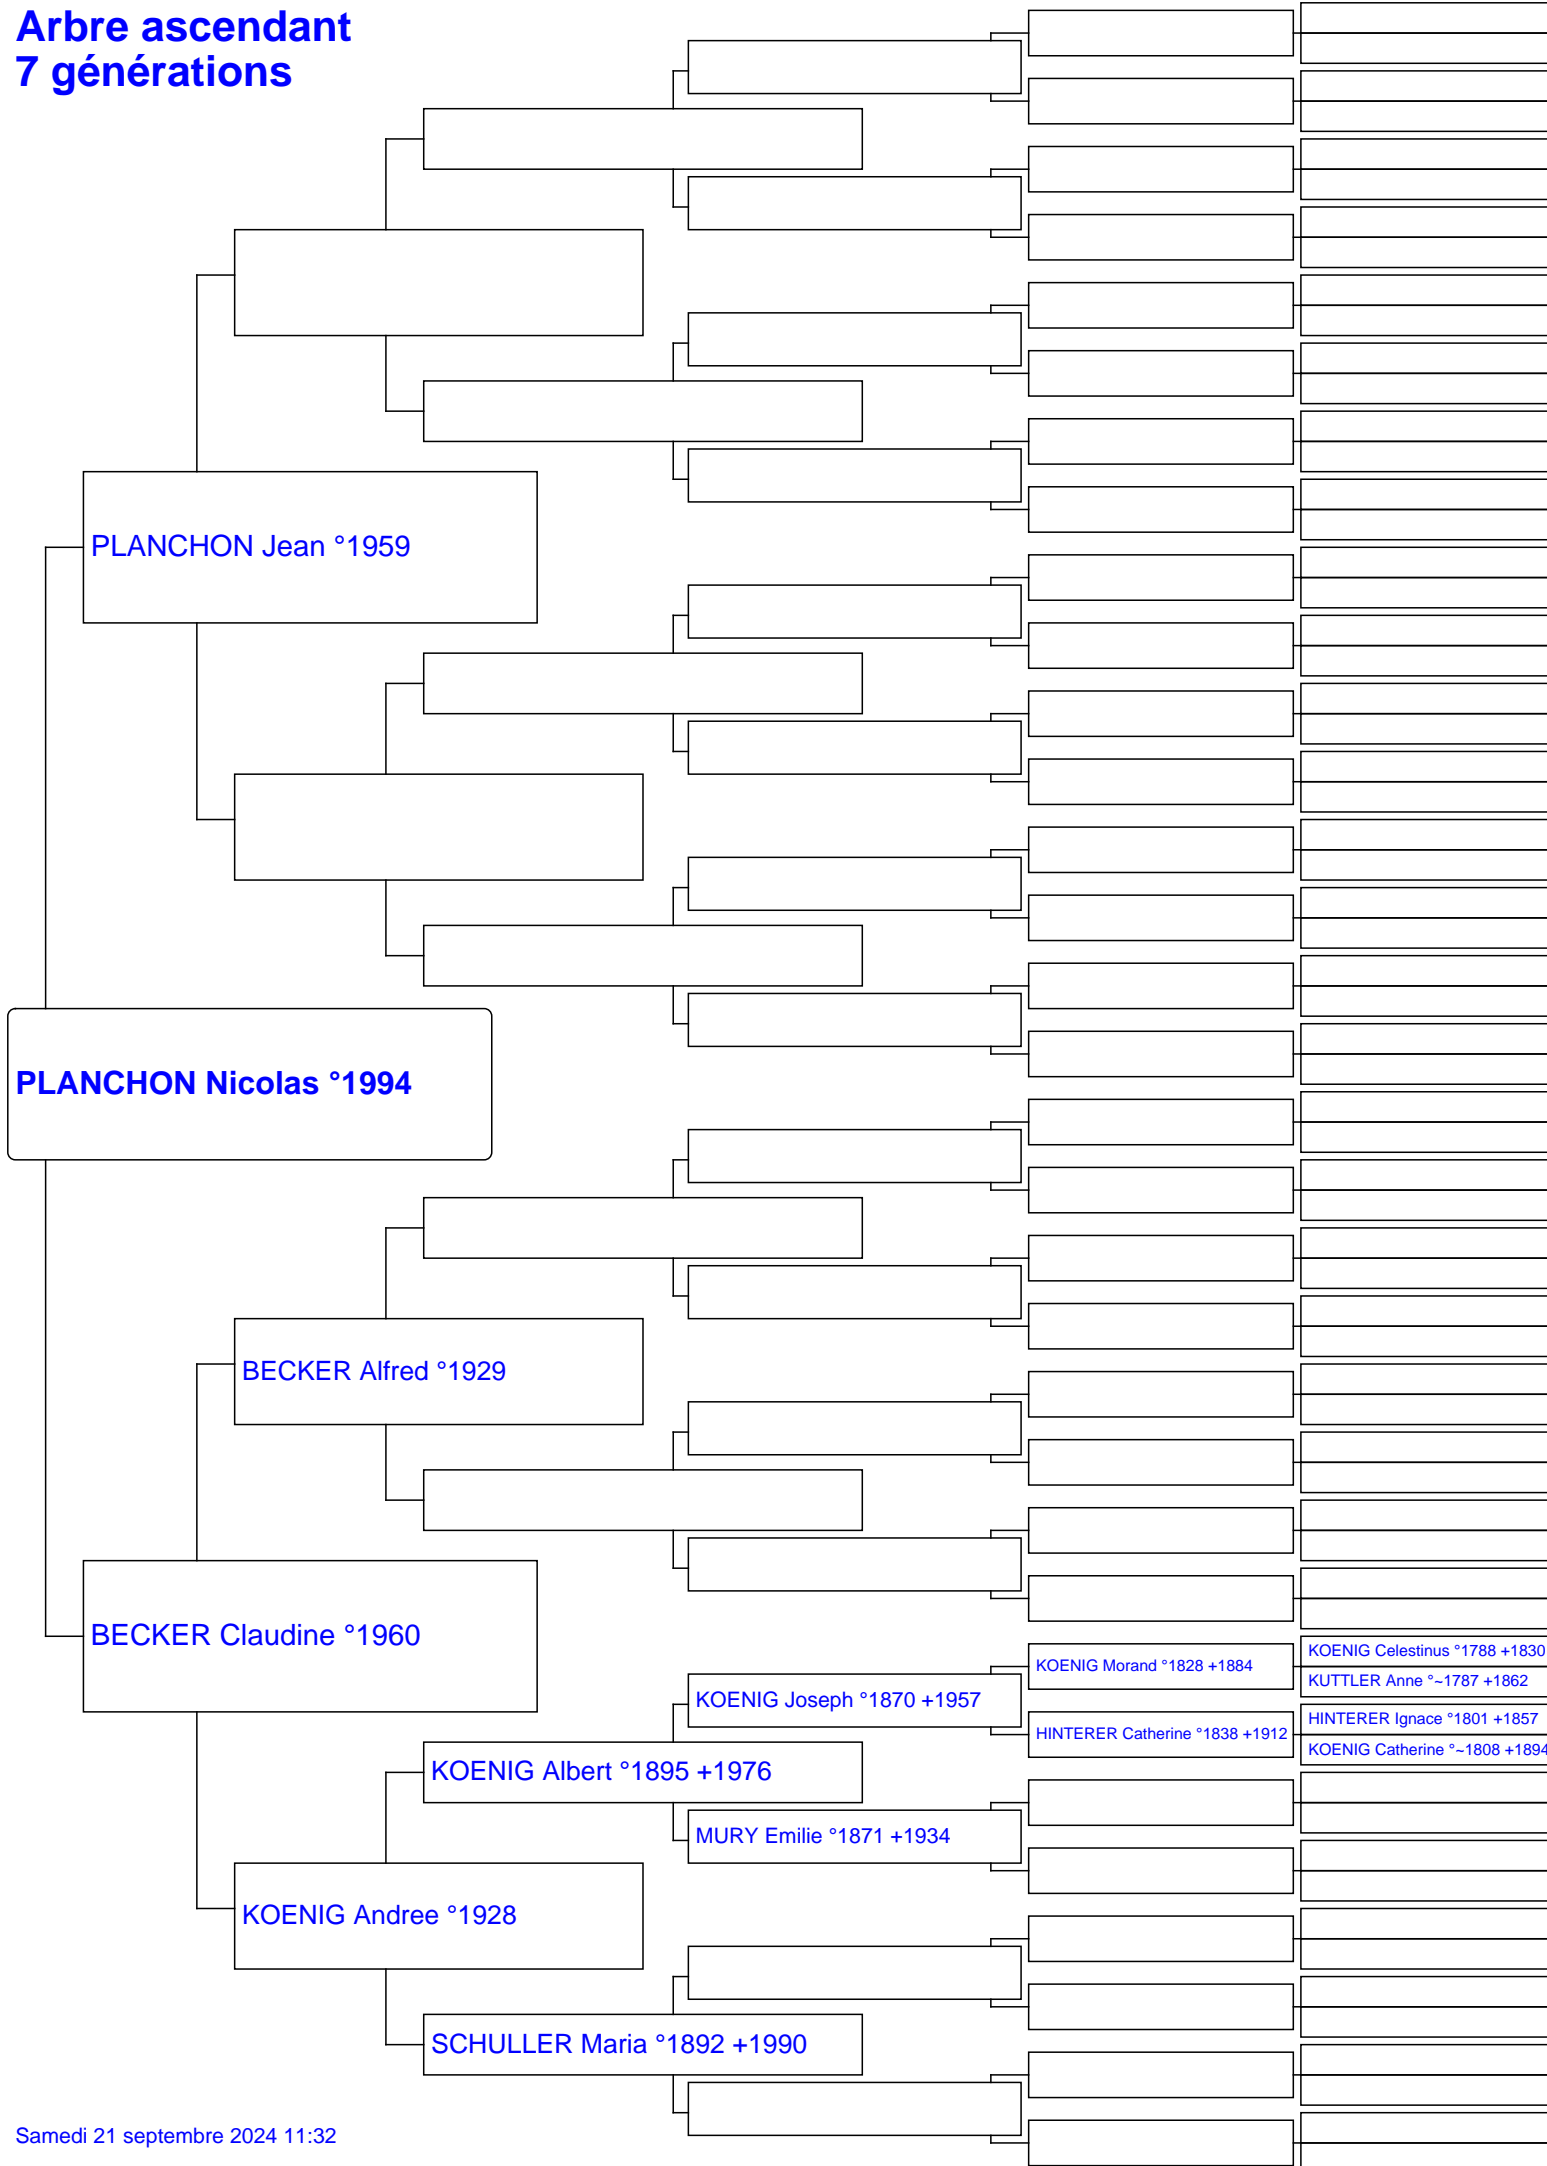 Arbre ascendant
7 générations
PLANCHON Jean °1959
PLANCHON Nicolas °1994
BECKER Alfred °1929
BECKER Claudine °1960
KOENIG Celestinus °1788 +1830
KOENIG Morand °1828 +1884
KUTTLER Anne °~1787 +1862
KOENIG Joseph °1870 +1957
HINTERER Ignace °1801 +1857
HINTERER Catherine °1838 +1912
KOENIG Catherine °~1808 +1894
KOENIG Albert °1895 +1976
MURY Emilie °1871 +1934
KOENIG Andree °1928
SCHULLER Maria °1892 +1990
Samedi 21 septembre 2024 11:32